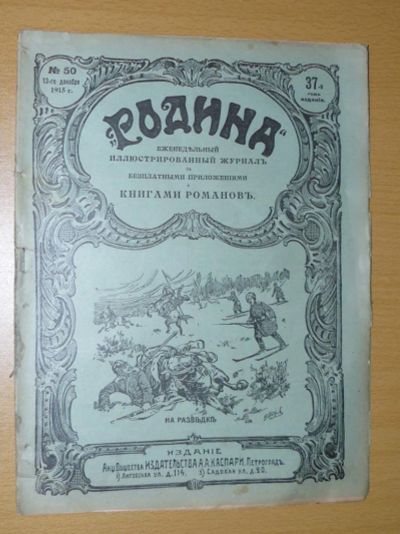 № 50
13-го декабря
1915 г.
37-й
годъ
изданія.
„РОДИНА“
ЕЖЕНЕДѢЛЬНЫЙ
ИЛЛЮСТРИРОВАННЫЙ ЖУРНАЛЪ
съ
БЕЗПЛАТНЫМИ ПРИЛОЖЕНІЯМИ
и
КНИГАМИ РОМАНОВЪ.
НА РАЗВѢДКѢ
ИЗДАНІЕ
АКЦ. ОБЩЕСТВА ИЗДАТЕЛЬСТВА А.А. КАСПАРИ, ПЕТРОГРАДЪ.
1) ЛИГОВСКАЯ УЛ. Д. 114. 2) САДОВАЯ УЛ. Д. 20.